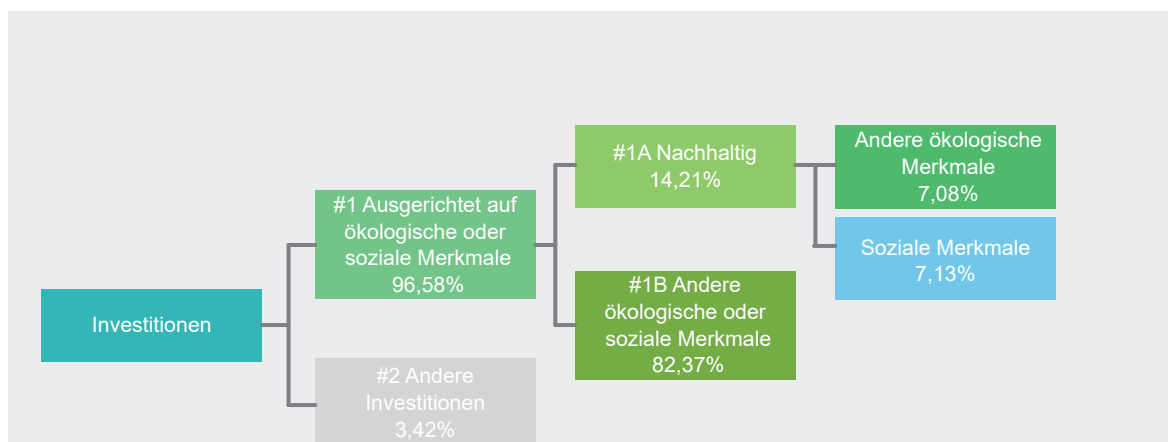 Investitionen
#1 Ausgerichtet auf
ökologische oder
soziale Merkmale
96,58%
#2 Andere
Investitionen
3,42%
#1A Nachhaltig
14,21%
#1B Andere
ökologische oder
soziale Merkmale
82,37%
Andere ökologische
Merkmale
7,08%
Soziale Merkmale
7,13%